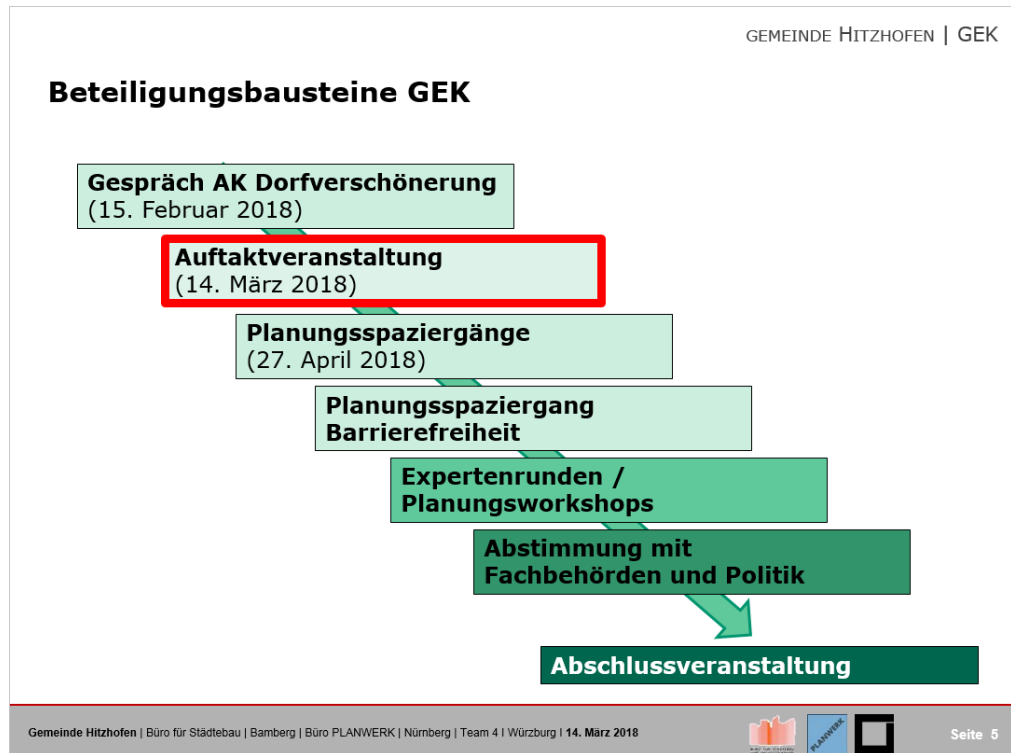 GEMEINDE HITZHOFEN | GEK
Beteiligungsbausteine GEK
Gespräch AK Dorfverschönerung
(15. Februar 2018)
Auftaktveranstaltung
(14. März 2018)
Planungsspaziergänge
(27. April 2018)
Planungsspaziergang
Barrierefreiheit
Expertenrunden /
Planungsworkshops
Abstimmung mit
Fachbehörden und Politik
Abschlussveranstaltung
Gemeinde Hitzhofen | Büro für Städtebau | Bamberg | Büro PLANWERK | Nürnberg | Team 4 I Würzburg I 14. März 2018
PLANWERK
Seite 5